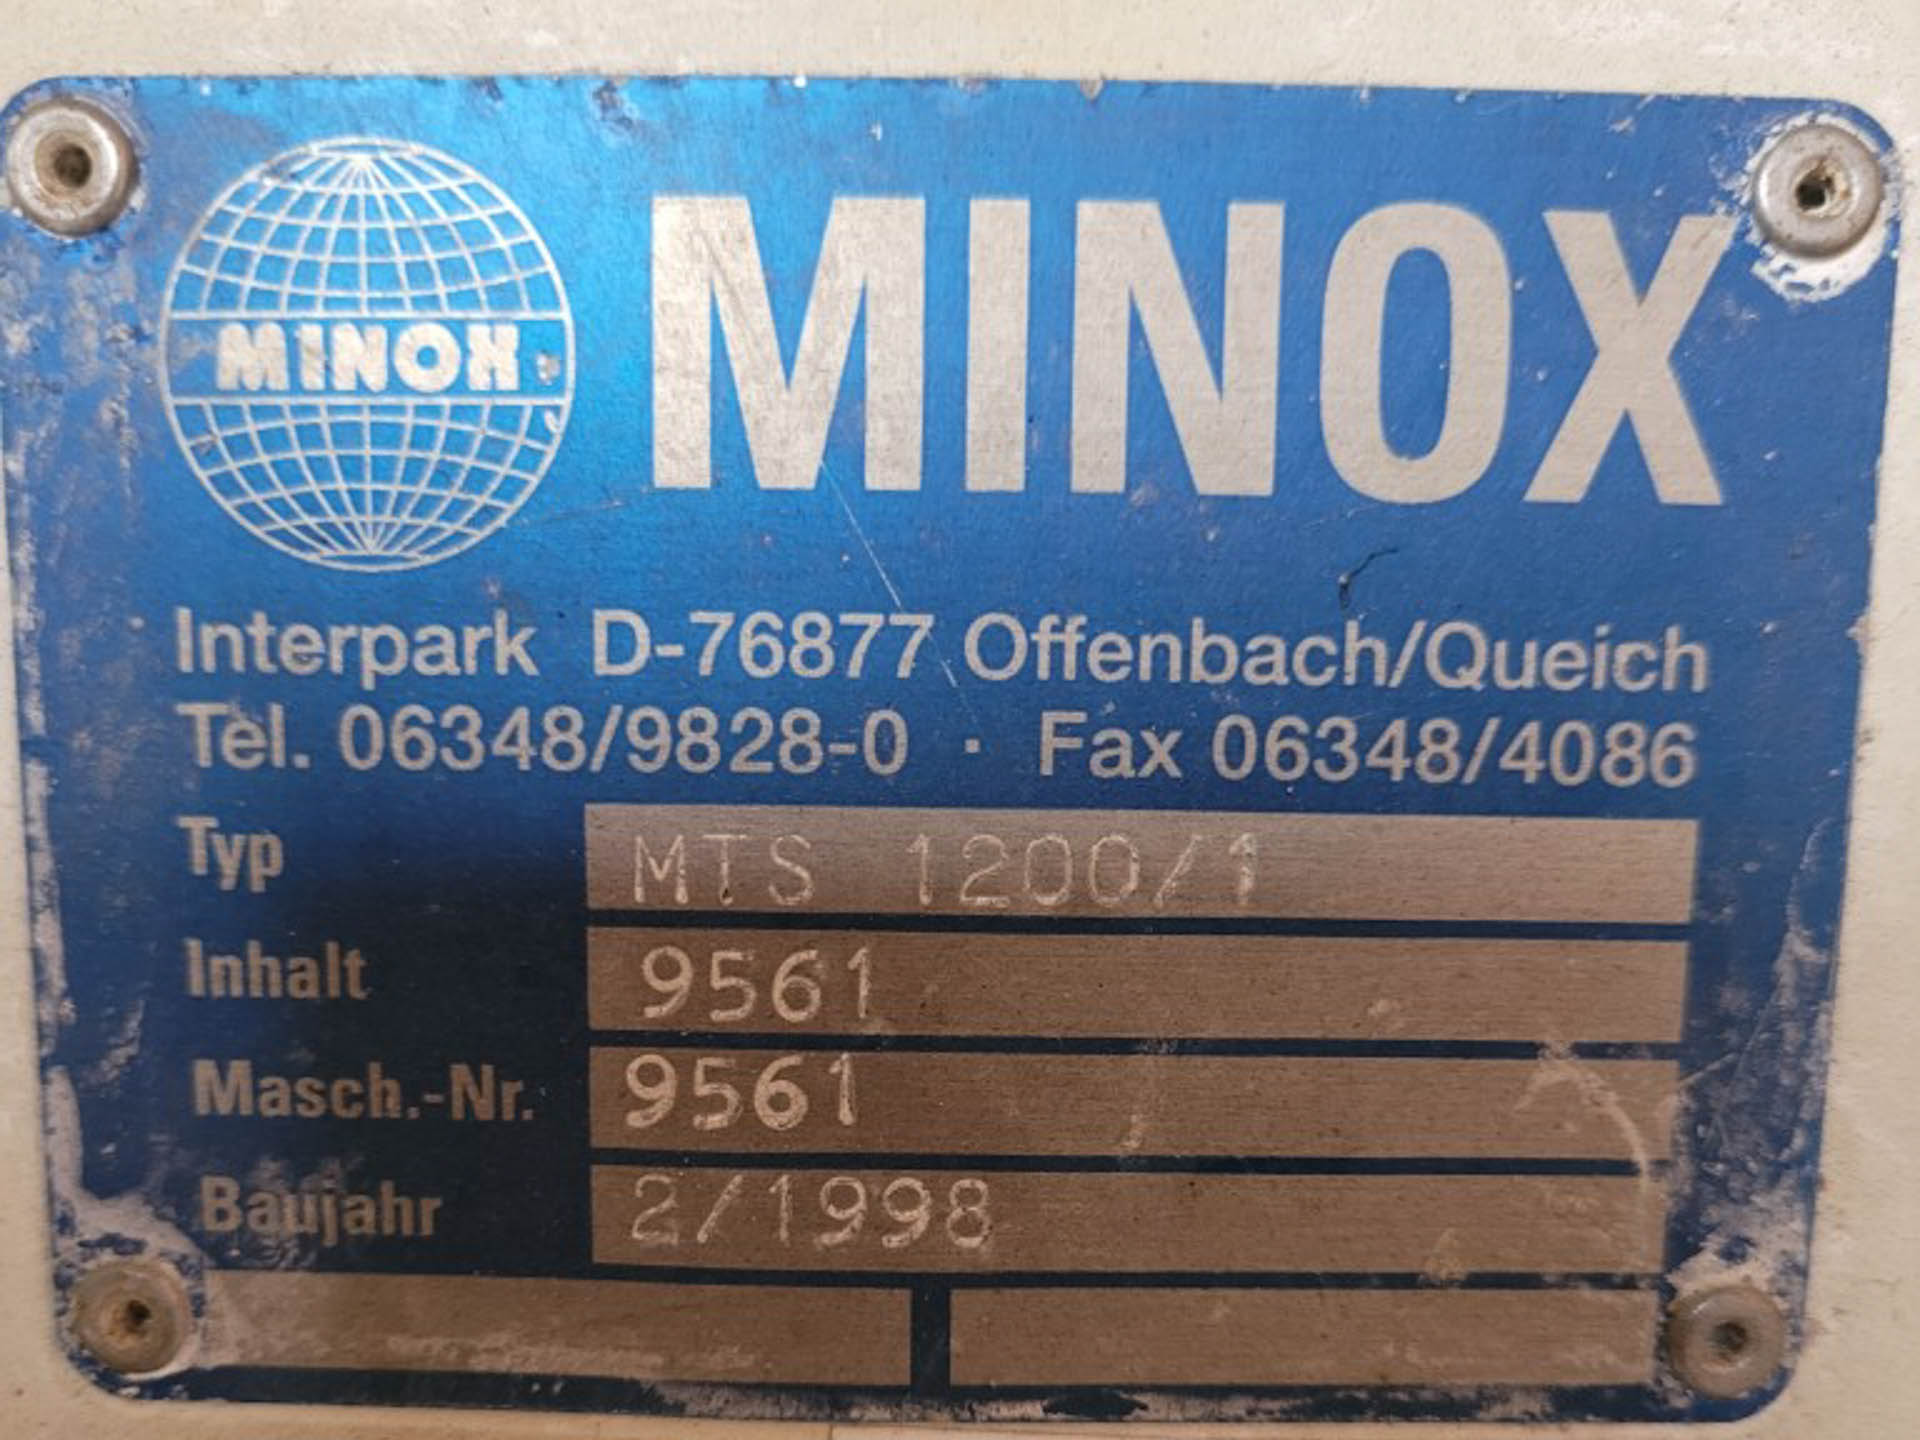 MINOX
MINOX
Interpark D-76877 Offenbach/Queich
Tel. 06348/9828-0 · Fax 06348/4086
Typ MTS 1200/1
Inhalt 9561
Masch.-Nr. 9561
Baujahr 2/1998